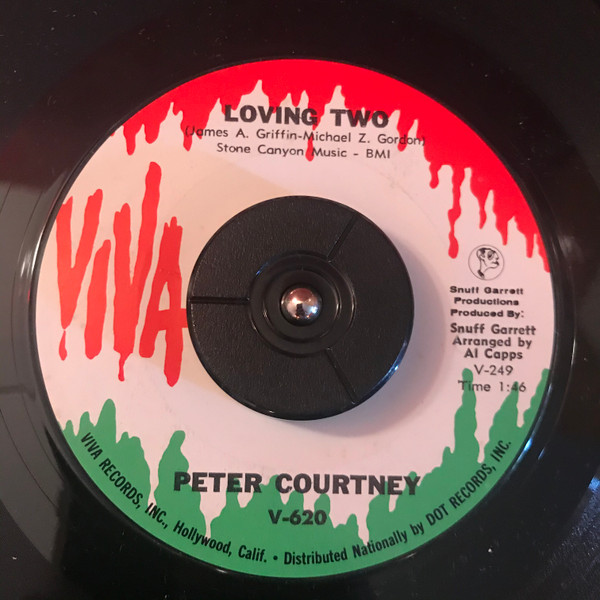 LOVING TWO
(James A. Griffin-Michael Z. Gordon)
Stone Canyon Music - BMI
VIVA
Snuff Garrett
Productions
Produced By:
Snuff Garrett
Arranged by
Al Capps
V-249
Time 1:46
PETER COURTNEY
V-620
VIVA RECORDS, INC., Hollywood, Calif. • Distributed Nationally by DOT RECORDS, INC.